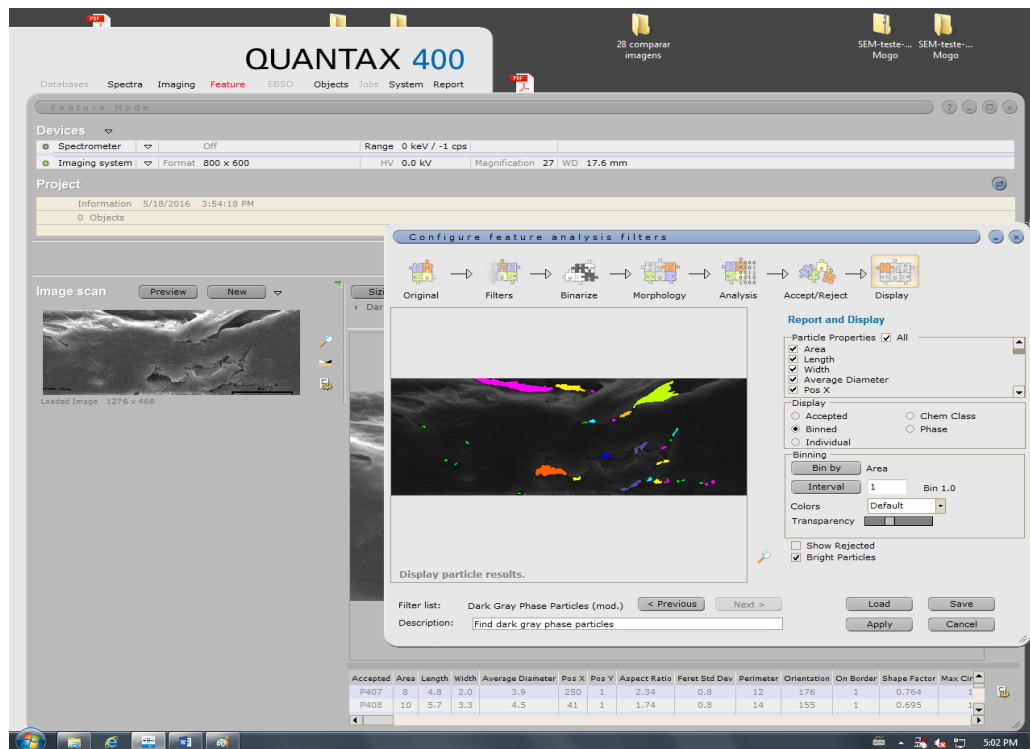 PDF
28 comparar
imagens
SEM-teste-...
Mogo
SEM-teste-...
Mogo
QUANTAX 400
PDF
Databases Spectra Imaging Feature EBSD Objects Jobs System Report
Feature Mode
Devices
Spectrometer Off Range 0 keV / -1 cps
Imaging system Format 800 x 600 HV 0.0 kV Magnification 27 WD 17.6 mm
Project
Information 5/18/2016 3:54:18 PM
0 Objects
Configure feature analysis filters
Original Filters Binarize Morphology Analysis Accept/Reject Display
Image scan Preview New
Loaded Image 1276 x 468
Report and Display
Particle Properties All
Area
Length
Width
Average Diameter
Pos X
Display
Accepted Chem Class
Binned Phase
Individual
Binning
Bin by Area
Interval 1 Bin 1.0
Colors Default
Transparency
Show Rejected
Bright Particles
Display particle results.
Filter list: Dark Gray Phase Particles (mod.) < Previous Next > Load Save
Description: Find dark gray phase particles Apply Cancel
Accepted Area Length Width Average Diameter Pos X Pos Y Aspect Ratio Feret Std Dev Perimeter Orientation On Border Shape Factor Max Cir
P407 8 4.8 2.0 3.9 250 1 2.34 0.8 12 176 1 0.764 1
P408 10 5.7 3.3 4.5 41 1 1.74 0.8 14 155 1 0.695 1
5:02 PM